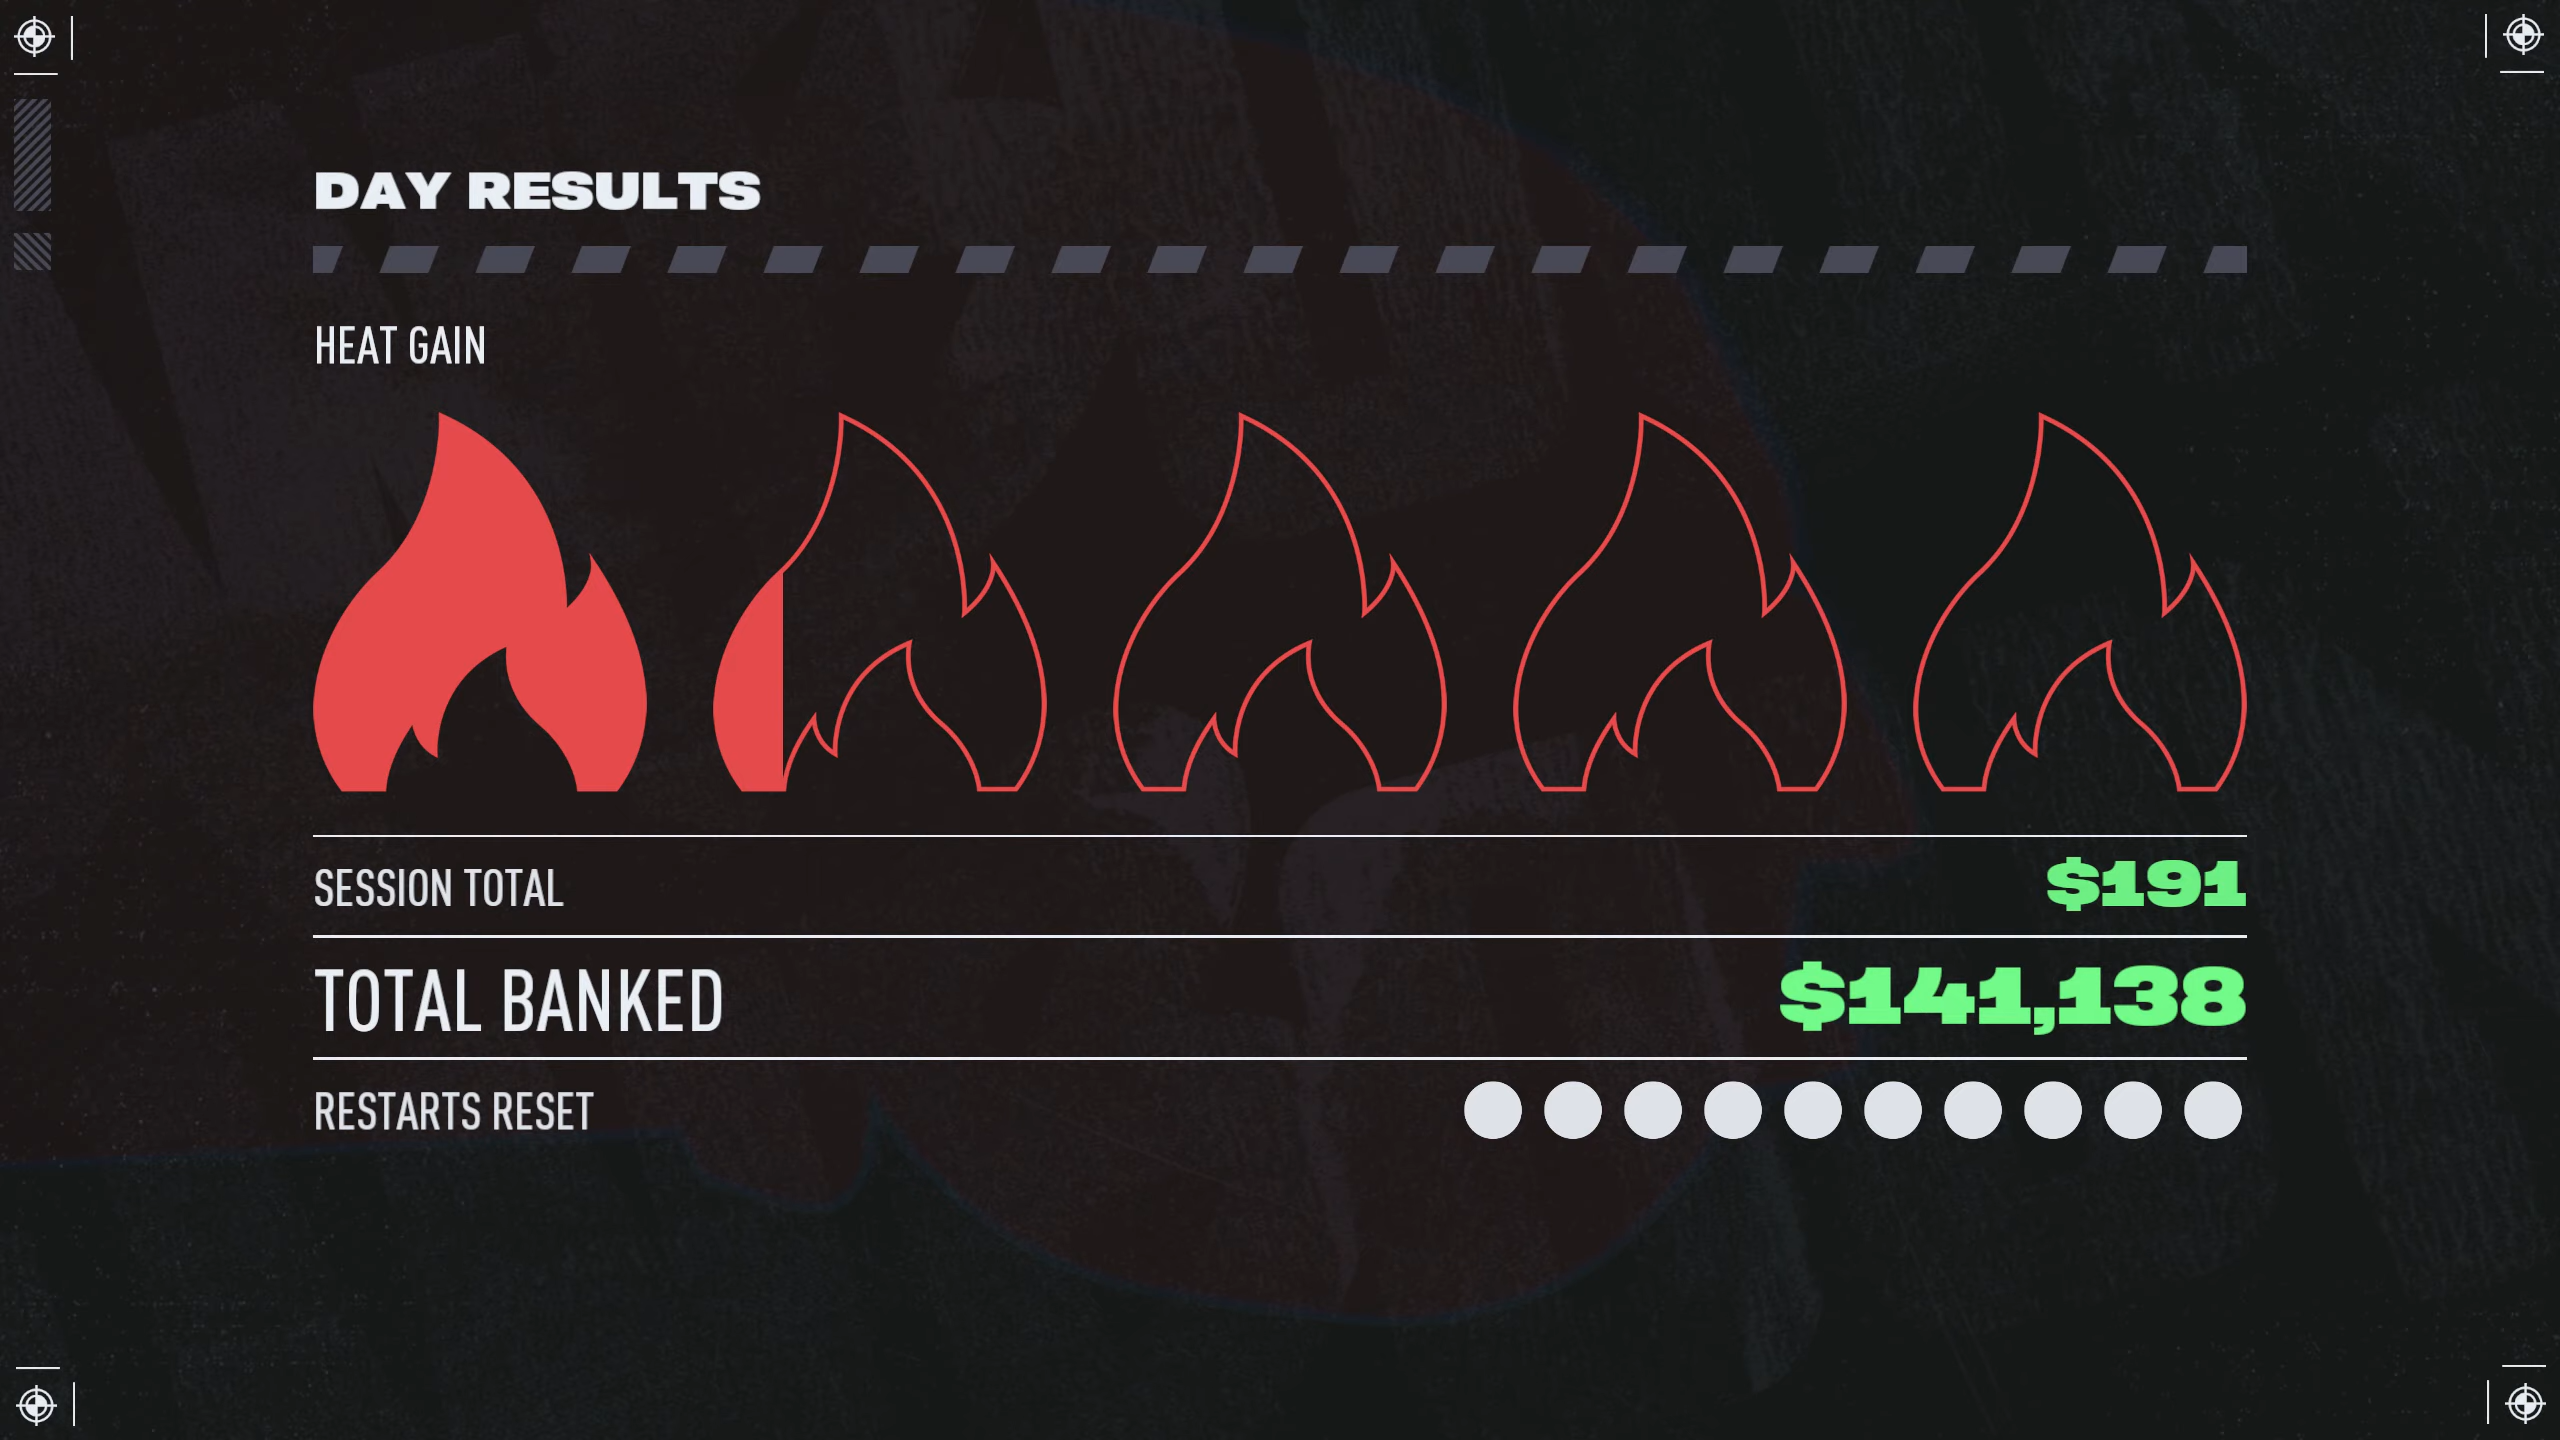 DAY RESULTS
HEAT GAIN
SESSION TOTAL $191
TOTAL BANKED $141,138
RESTARTS RESET